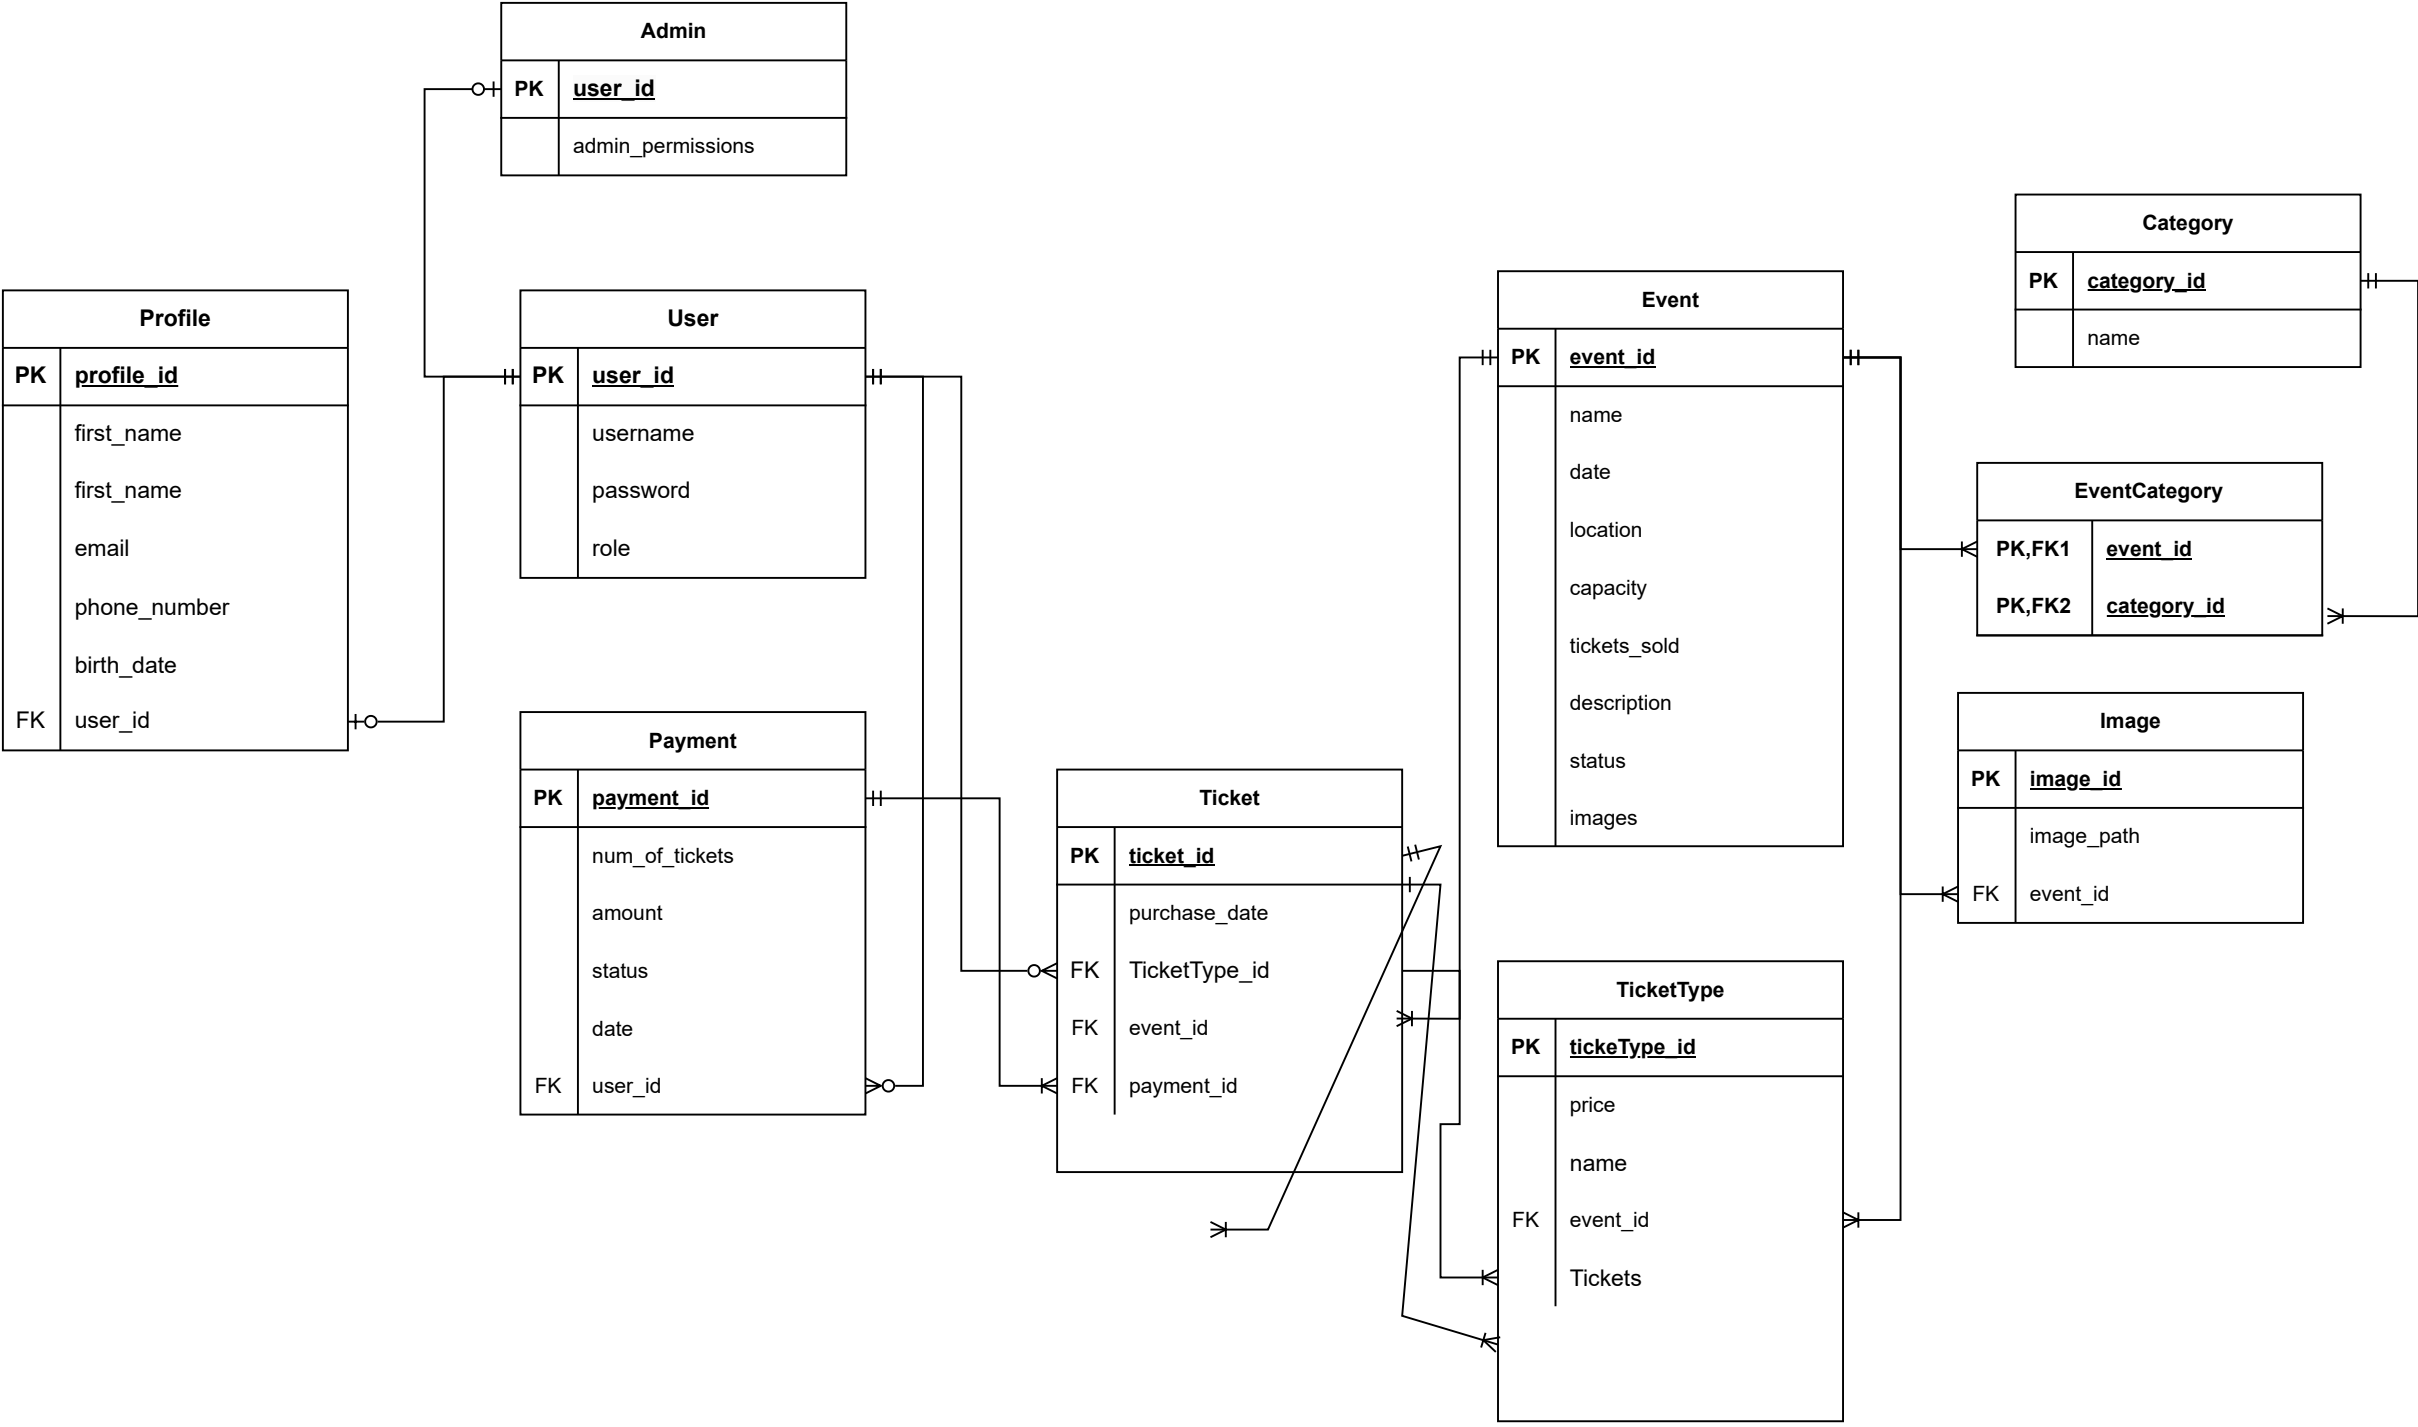 Admin
PK user_id
admin_permissions
Profile
PK profile_id
first_name
first_name
email
phone_number
birth_date
FK user_id
User
PK user_id
username
password
role
Payment
PK payment_id
num_of_tickets
amount
status
date
FK user_id
Ticket
PK ticket_id
purchase_date
FK TicketType_id
FK event_id
FK payment_id
Event
PK event_id
name
date
location
capacity
tickets_sold
description
status
images
TicketType
PK tickeType_id
price
name
FK event_id
Tickets
Category
PK category_id
name
EventCategory
PK,FK1 event_id
PK,FK2 category_id
Image
PK image_id
image_path
FK event_id